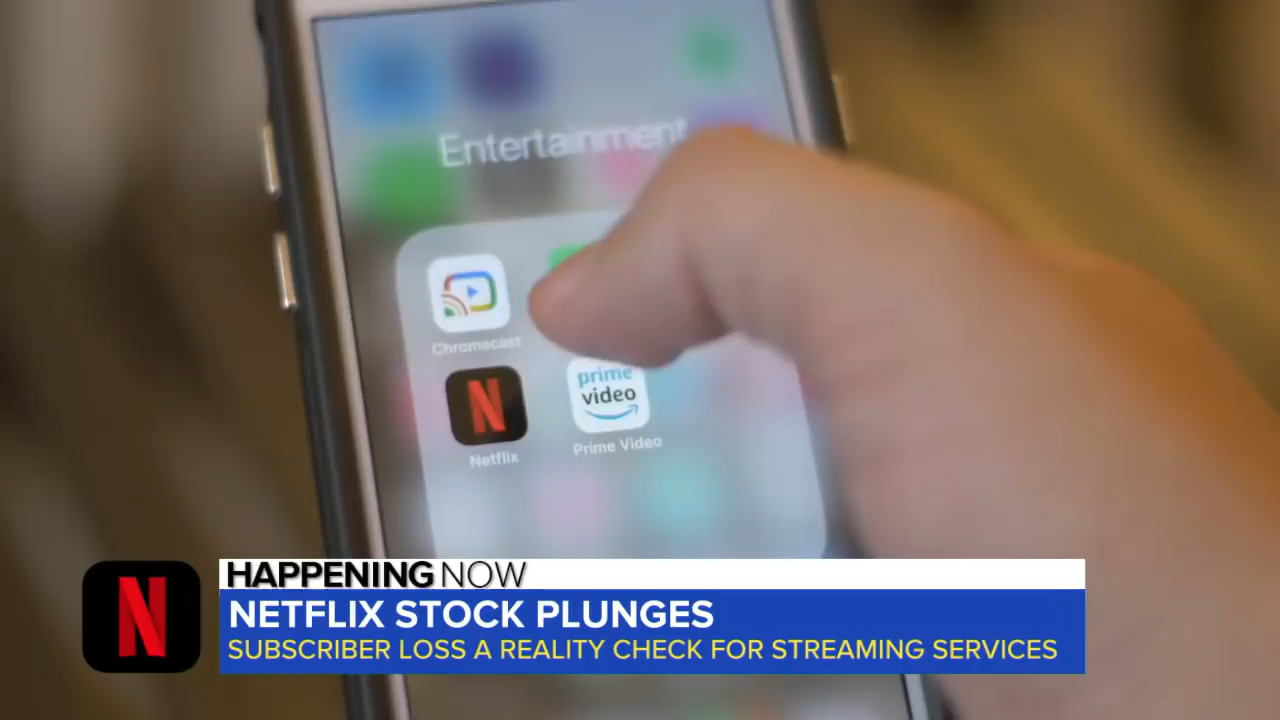 Entertainment
Chromecast
N
prime
video
Netflix
Prime Video
HAPPENING NOW
N
NETFLIX STOCK PLUNGES
SUBSCRIBER LOSS A REALITY CHECK FOR STREAMING SERVICES